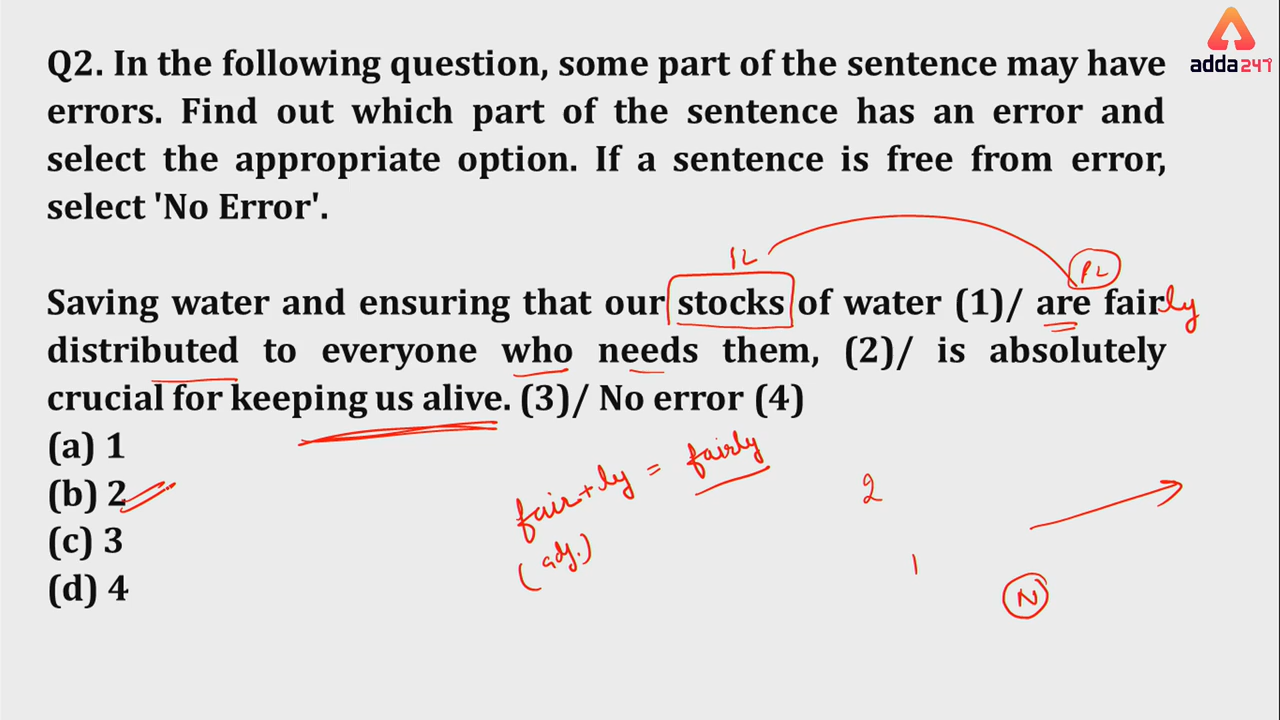 adda247
Q2. In the following question, some part of the sentence may have
errors. Find out which part of the sentence has an error and
select the appropriate option. If a sentence is free from error,
select 'No Error'.
PL
PL
Saving water and ensuring that our stocks of water (1)/ are fairly
distributed to everyone who needs them, (2)/ is absolutely
crucial for keeping us alive. (3)/ No error (4)
(a) 1
(b) 2
(c) 3
(d) 4
fair+ly = fairly
(adj.)
2
1
N